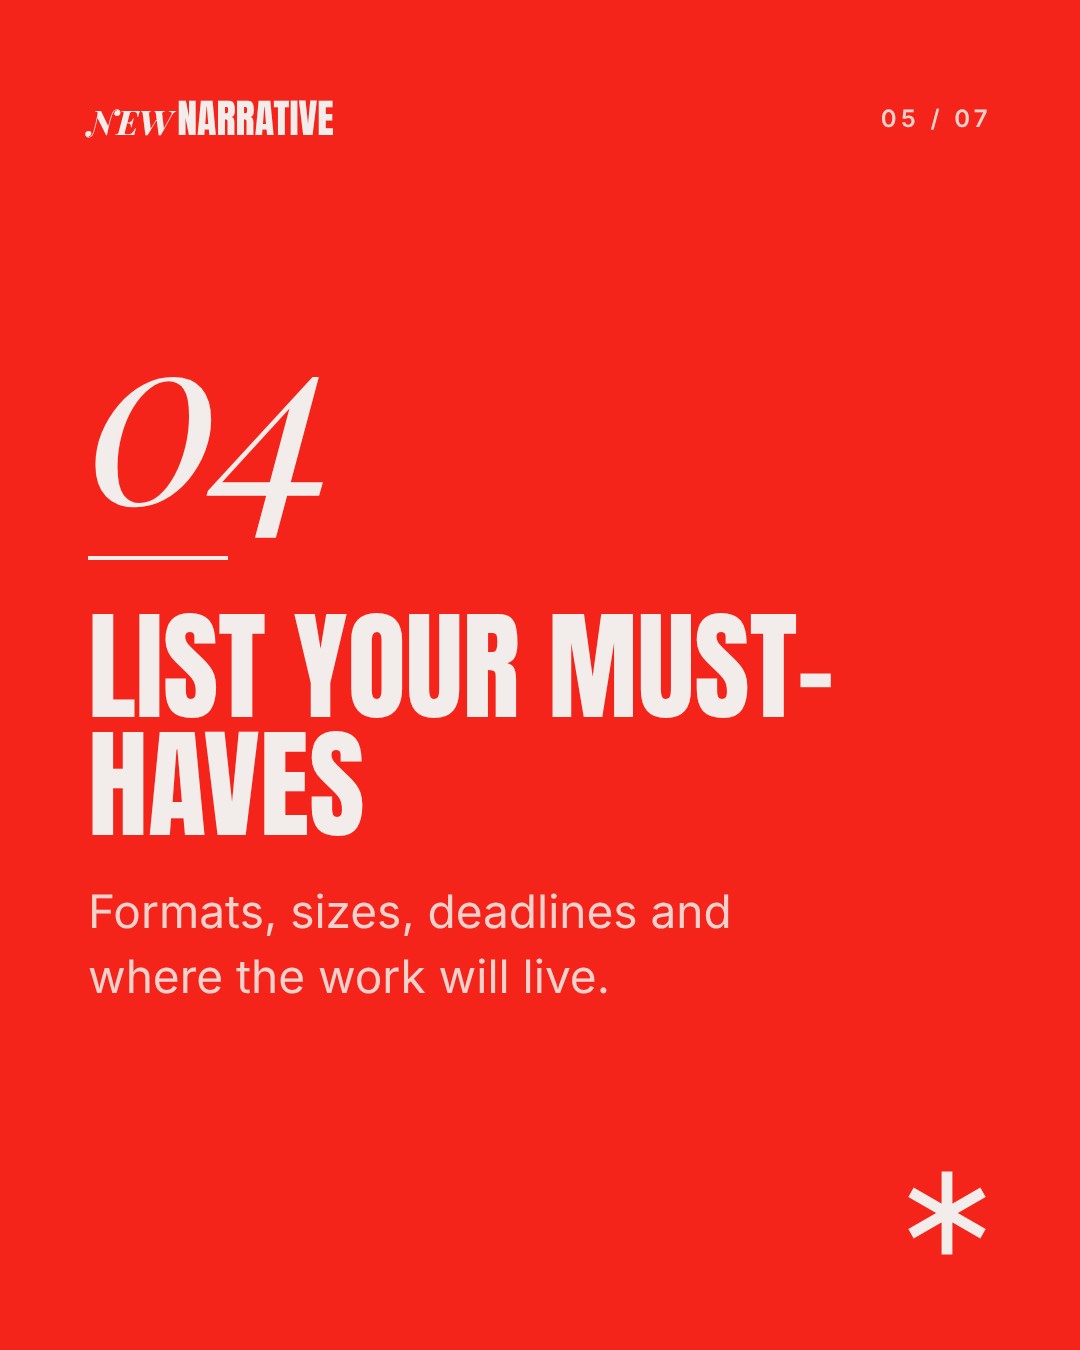 NEW NARRATIVE
05 / 07
04
LIST YOUR MUST-
HAVES
Formats, sizes, deadlines and
where the work will live.
*